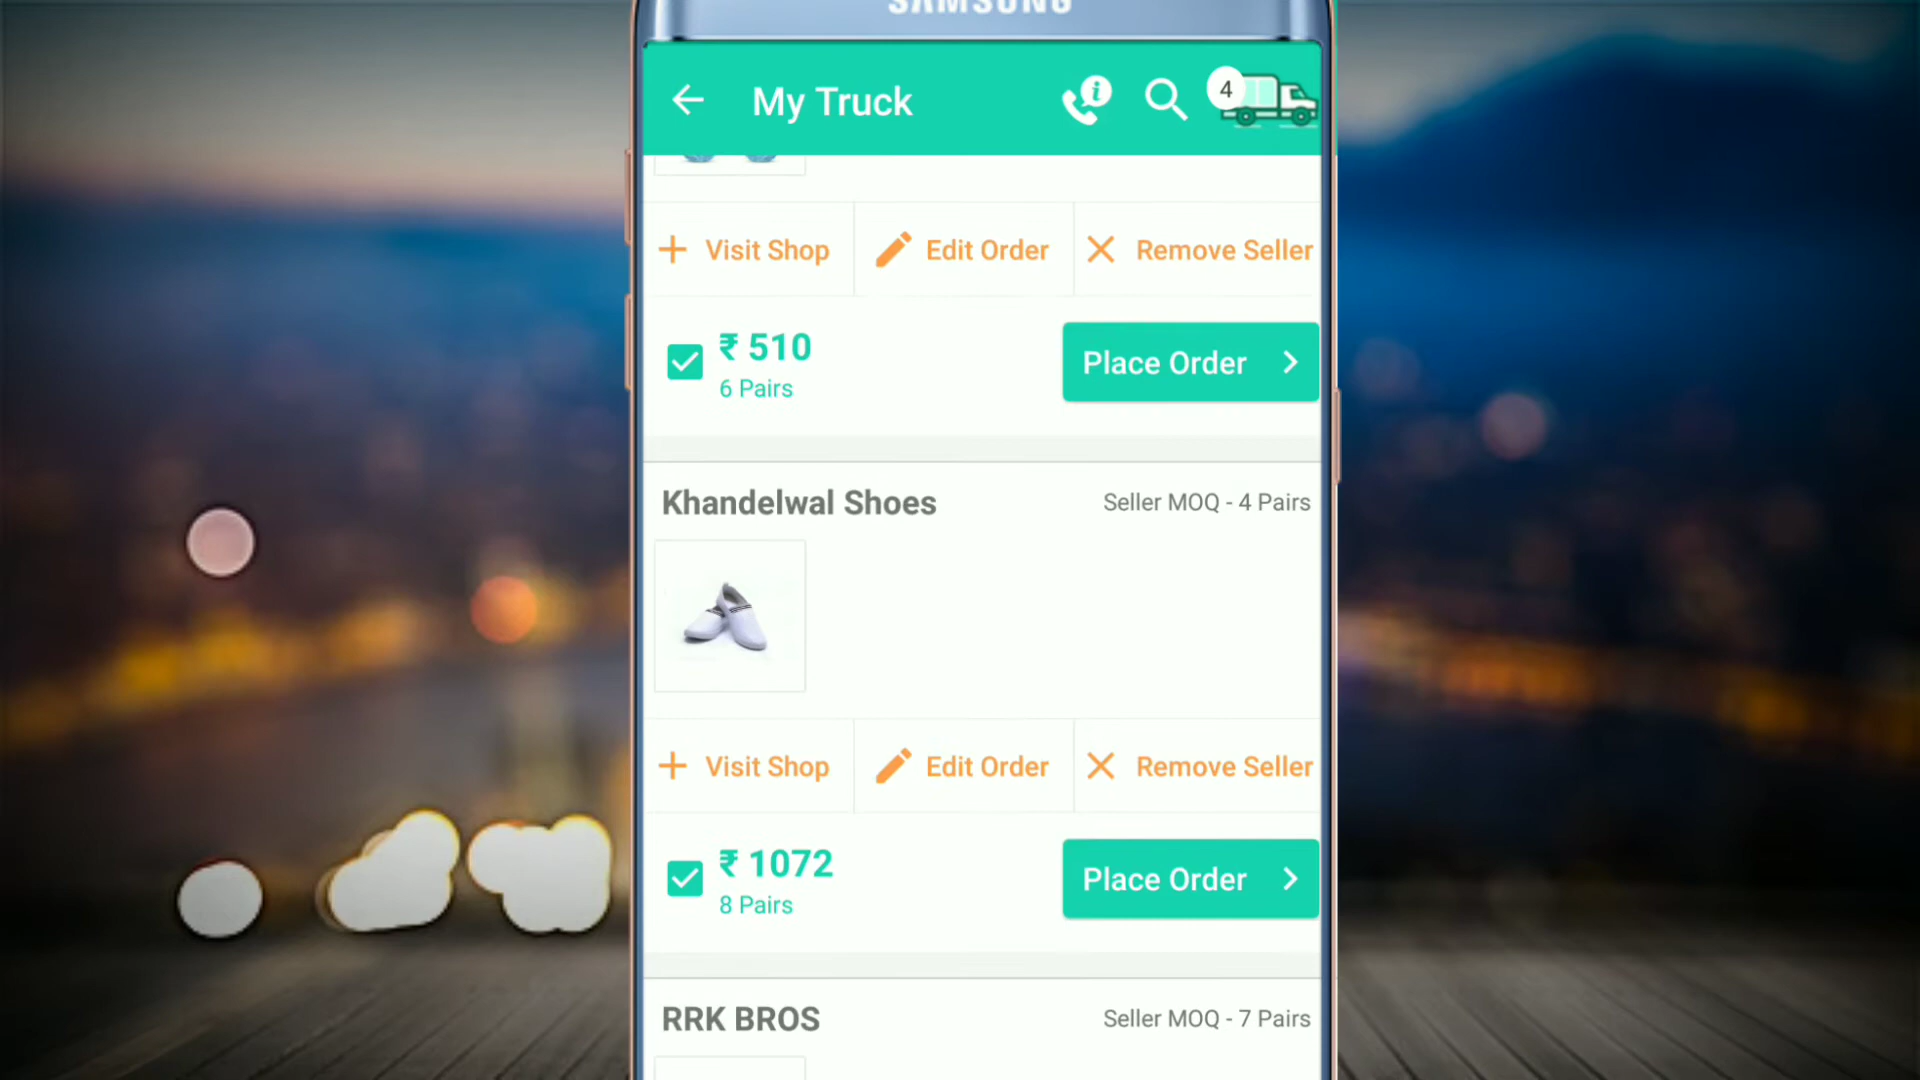 SAMSUNG
My Truck
i
4
Visit Shop
Edit Order
Remove Seller
₹ 510
6 Pairs
Place Order
Khandelwal Shoes
Seller MOQ - 4 Pairs
Visit Shop
Edit Order
Remove Seller
₹ 1072
8 Pairs
Place Order
RRK BROS
Seller MOQ - 7 Pairs